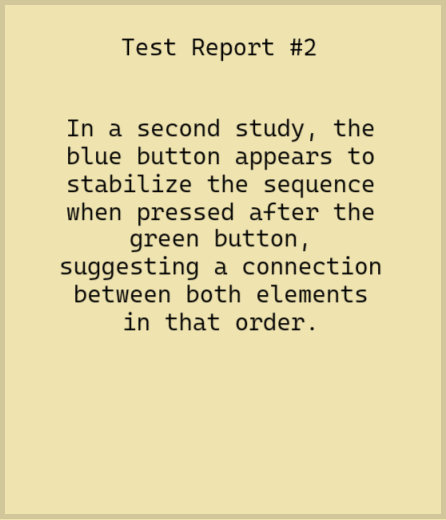 Test Report #2
In a second study, the
blue button appears to
stabilize the sequence
when pressed after the
green button,
suggesting a connection
between both elements
in that order.